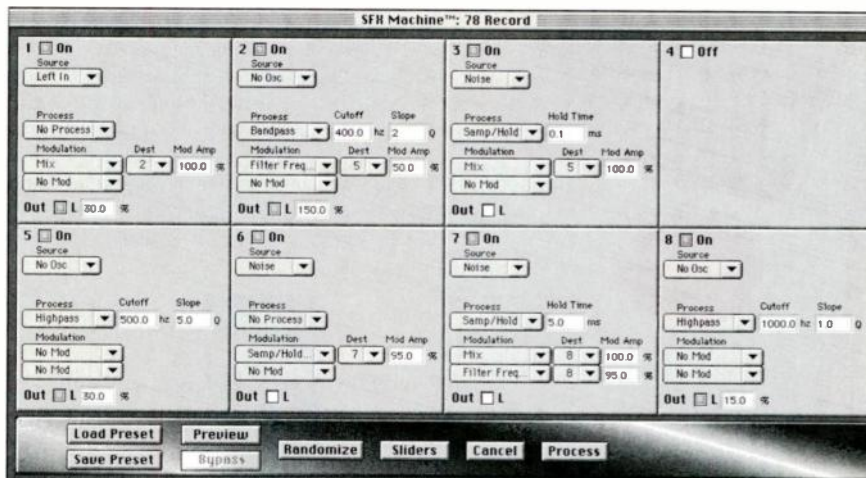 SFX Machine™: 78 Record
1 On
Source
Left In
Process
No Process
Modulation Dest Mod Amp
Mix 2 100.0 %
No Mod
Out L 30.0 %
2 On
Source
No Osc
Process Cutoff Slope
Bandpass 400.0 hz 2 Q
Modulation Dest Mod Amp
Filter Freq... 5 50.0 %
No Mod
Out L 150.0 %
3 On
Source
Noise
Process Hold Time
Samp/Hold 0.1 ms
Modulation Dest Mod Amp
Mix 5 100.0 %
No Mod
Out L
4 Off
5 On
Source
No Osc
Process Cutoff Slope
Highpass 500.0 hz 5.0 Q
Modulation
No Mod
No Mod
Out L 30.0 %
6 On
Source
Noise
Process
No Process
Modulation Dest Mod Amp
Samp/Hold... 7 95.0 %
No Mod
Out L
7 On
Source
Noise
Process Hold Time
Samp/Hold 5.0 ms
Modulation Dest Mod Amp
Mix 8 100.0 %
Filter Freq... 8 95.0 %
Out L
8 On
Source
No Osc
Process Cutoff Slope
Highpass 1000.0 hz 1.0 Q
Modulation
No Mod
No Mod
Out L 15.0 %
Load Preset Preview
Randomize Sliders Cancel Process
Save Preset Bypass